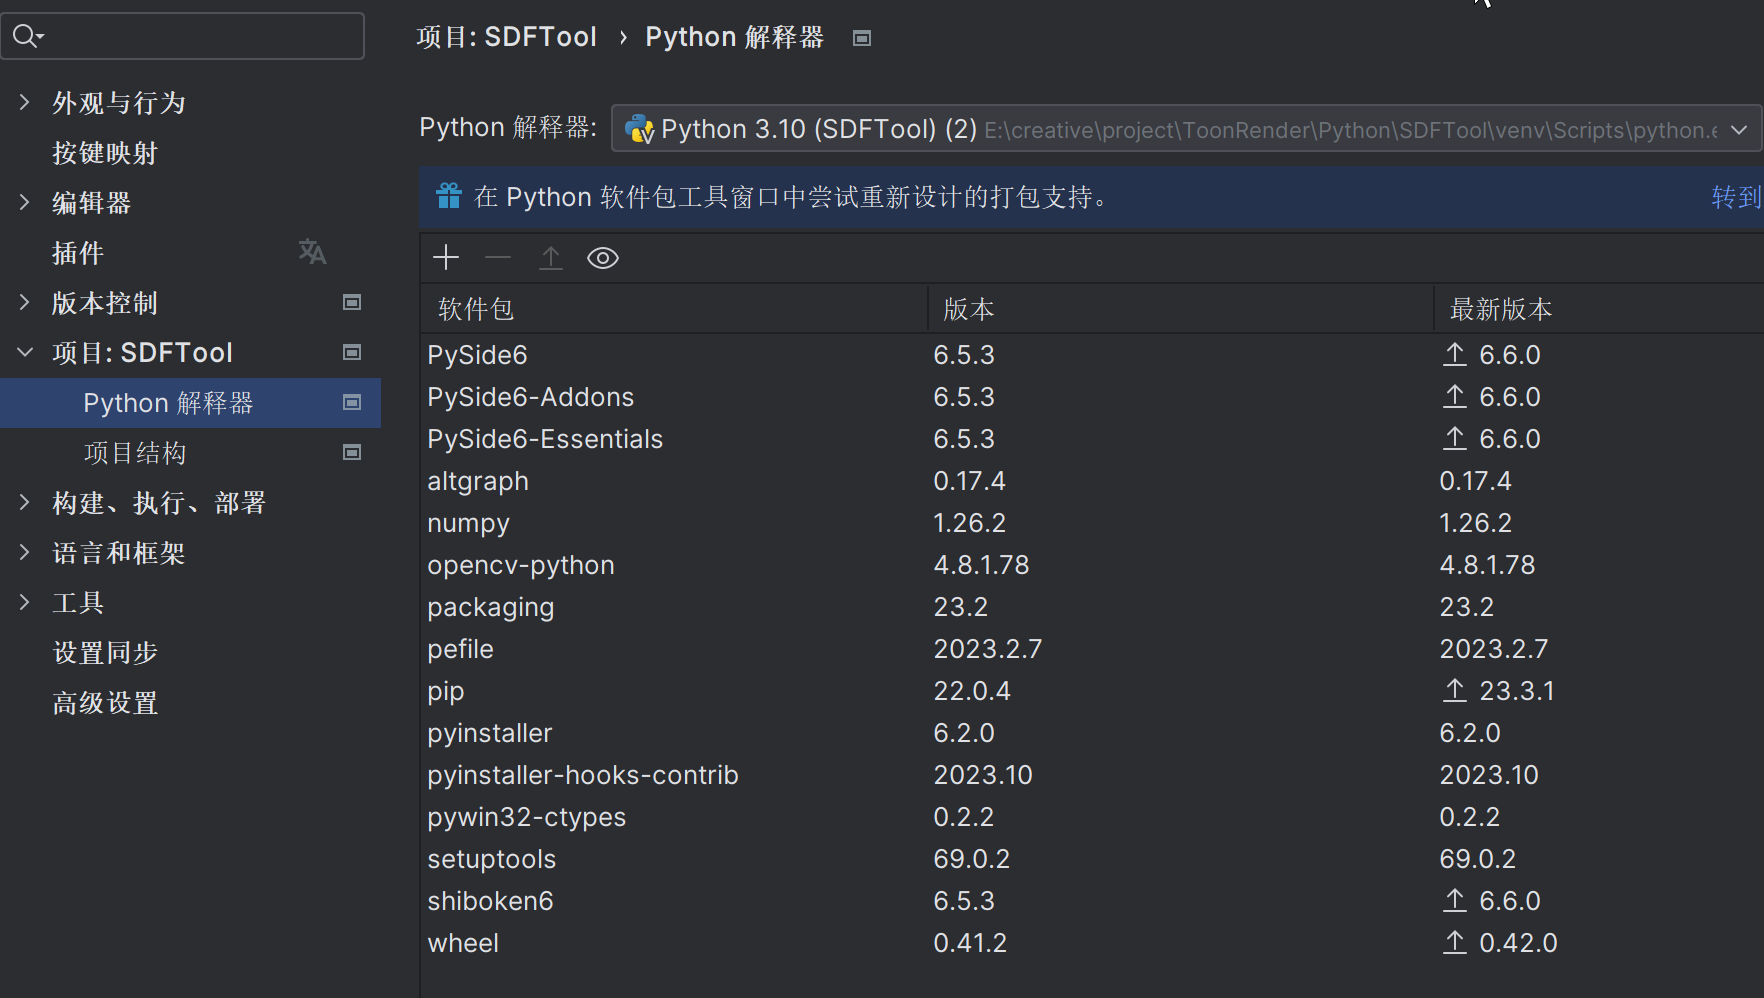 项目: SDFTool › Python 解释器
外观与行为
按键映射
编辑器
插件
版本控制
项目: SDFTool
Python 解释器
项目结构
构建、执行、部署
语言和框架
工具
设置同步
高级设置
Python 解释器: Python 3.10 (SDFTool) (2) E:\creative\project\ToonRender\Python\SDFTool\venv\Scripts\python.e
在 Python 软件包工具窗口中尝试重新设计的打包支持。 转到
软件包 版本 最新版本
PySide6 6.5.3 6.6.0
PySide6-Addons 6.5.3 6.6.0
PySide6-Essentials 6.5.3 6.6.0
altgraph 0.17.4 0.17.4
numpy 1.26.2 1.26.2
opencv-python 4.8.1.78 4.8.1.78
packaging 23.2 23.2
pefile 2023.2.7 2023.2.7
pip 22.0.4 23.3.1
pyinstaller 6.2.0 6.2.0
pyinstaller-hooks-contrib 2023.10 2023.10
pywin32-ctypes 0.2.2 0.2.2
setuptools 69.0.2 69.0.2
shiboken6 6.5.3 6.6.0
wheel 0.41.2 0.42.0